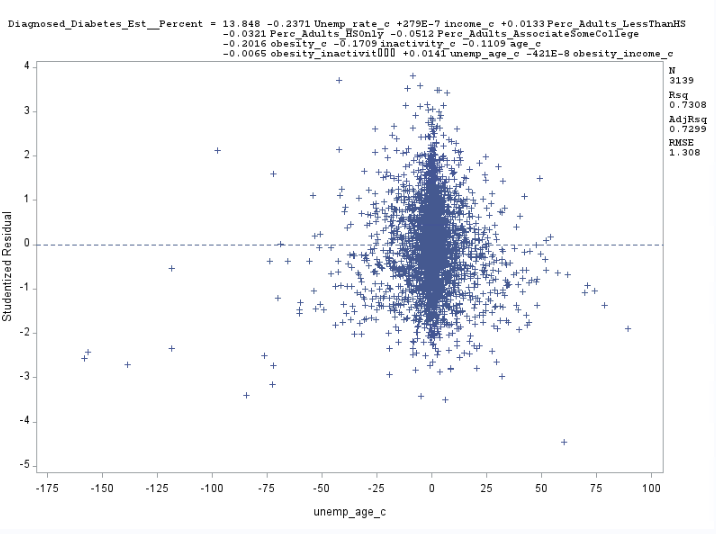 Diagnosed_Diabetes_Est__Percent = 13.848 -0.2371 Unemp_rate_c +279E-7 income_c +0.0133 Perc_Adults_LessThanHS
-0.0321 Perc_Adults_HSOnly -0.0512 Perc_Adults_AssociateSomeCollege
-0.2016 obesity_c -0.1709 inactivity_c -0.1109 age_c
-0.0065 obesity_inactivit▯▯▯ +0.0141 unemp_age_c -421E-8 obesity_income_c
N
3139
Rsq
0.7308
AdjRsq
0.7299
RMSE
1.308
4
3
2
1
0
-1
-2
-3
-4
-5
Studentized Residual
-175 -150 -125 -100 -75 -50 -25 0 25 50 75 100
unemp_age_c